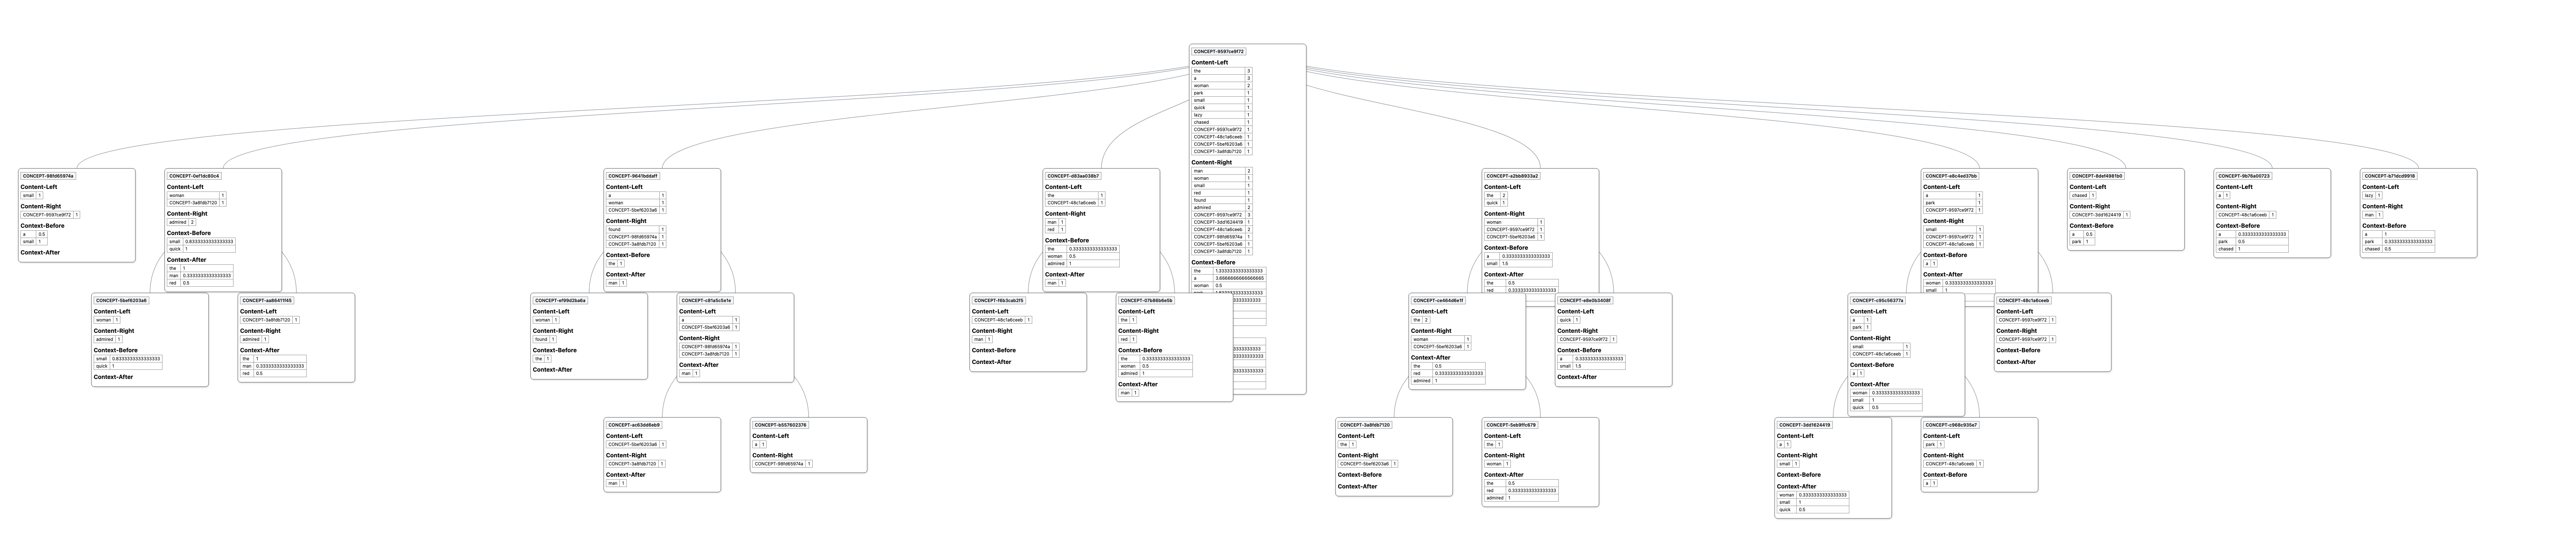 CONCEPT-9597ce9f72
Content-Left
the 3
a 3
woman 2
park 1
small 1
quick 1
lazy 1
chased 1
CONCEPT-9597ce9f72 1
CONCEPT-48c1a6ceeb 1
CONCEPT-5bef6203a6 1
CONCEPT-3a8fdb7120 1
Content-Right
man 2
woman 1
small 1
red 1
found 1
admired 2
CONCEPT-9597ce9f72 3
CONCEPT-3dd1624419 1
CONCEPT-48c1a6ceeb 2
CONCEPT-98fd65974a 1
CONCEPT-5bef6203a6 1
CONCEPT-3a8fdb7120 1
Context-Before
the 1.3333333333333333
a 3.6666666666666665
woman 0.5
CONCEPT-98fd65974a
Content-Left
small 1
Content-Right
CONCEPT-9597ce9f72 1
Context-Before
a 0.5
small 1
Context-After
CONCEPT-0ef1dc80c4
Content-Left
woman 1
CONCEPT-3a8fdb7120 1
Content-Right
admired 2
Context-Before
small 0.8333333333333333
quick 1
Context-After
the 1
man 0.3333333333333333
red 0.5
CONCEPT-9641bddaff
Content-Left
a 1
woman 1
CONCEPT-5bef6203a6 1
Content-Right
found 1
CONCEPT-98fd65974a 1
CONCEPT-3a8fdb7120 1
Context-Before
the 1
Context-After
man 1
CONCEPT-d83aa038b7
Content-Left
the 1
CONCEPT-48c1a6ceeb 1
Content-Right
man 1
red 1
Context-Before
the 0.3333333333333333
woman 0.5
admired 1
Context-After
man 1
CONCEPT-a2bb6933a2
Content-Left
the 2
quick 1
Content-Right
woman 1
CONCEPT-9597ce9f72 1
CONCEPT-5bef6203a6 1
Context-Before
a 0.3333333333333333
small 1.5
Context-After
the 0.5
red 0.3333333333333333
CONCEPT-e8c4ed37bb
Content-Left
a 1
park 1
CONCEPT-9597ce9f72 1
Content-Right
small 1
CONCEPT-9597ce9f72 1
CONCEPT-48c1a6ceeb 1
Context-Before
a 1
Context-After
woman 0.3333333333333333
small 1
CONCEPT-8def4981b0
Content-Left
chased 1
Content-Right
CONCEPT-3dd1624419 1
Context-Before
a 0.5
park 1
CONCEPT-9b76a00723
Content-Left
a 1
Content-Right
CONCEPT-48c1a6ceeb 1
Context-Before
a 0.3333333333333333
park 0.5
chased 1
CONCEPT-b71dcd9918
Content-Left
lazy 1
Content-Right
man 1
Context-Before
a 1
park 0.3333333333333333
chased 0.5
CONCEPT-5bef6203a6
Content-Left
woman 1
Content-Right
admired 1
Context-Before
small 0.8333333333333333
quick 1
Context-After
CONCEPT-aa86411f45
Content-Left
CONCEPT-3a8fdb7120 1
Content-Right
admired 1
Context-After
the 1
man 0.3333333333333333
red 0.5
CONCEPT-ef99d2ba6a
Content-Left
woman 1
Content-Right
found 1
Context-Before
the 1
Context-After
CONCEPT-c81a5c5e1e
Content-Left
a 1
CONCEPT-5bef6203a6 1
Content-Right
CONCEPT-98fd65974a 1
CONCEPT-3a8fdb7120 1
Context-After
man 1
CONCEPT-f6b3cab2f5
Content-Left
CONCEPT-48c1a6ceeb 1
Content-Right
man 1
Context-Before
Context-After
CONCEPT-07b86b6e5b
Content-Left
the 1
Content-Right
red 1
Context-Before
the 0.3333333333333333
woman 0.5
admired 1
Context-After
man 1
CONCEPT-ce464d6e1f
Content-Left
the 2
Content-Right
woman 1
CONCEPT-5bef6203a6 1
Context-After
the 0.5
red 0.3333333333333333
admired 1
CONCEPT-e8e0b3408f
Content-Left
quick 1
Content-Right
CONCEPT-9597ce9f72 1
Context-Before
a 0.3333333333333333
small 1.5
Context-After
CONCEPT-c95c56377a
Content-Left
a 1
park 1
Content-Right
small 1
CONCEPT-48c1a6ceeb 1
Context-Before
a 1
Context-After
woman 0.3333333333333333
small 1
quick 0.5
CONCEPT-48c1a6ceeb
Content-Left
CONCEPT-9597ce9f72 1
Content-Right
CONCEPT-9597ce9f72 1
Context-Before
Context-After
CONCEPT-ac63dd6eb9
Content-Left
CONCEPT-5bef6203a6 1
Content-Right
CONCEPT-3a8fdb7120 1
Context-After
man 1
CONCEPT-b557602376
Content-Left
a 1
Content-Right
CONCEPT-98fd65974a 1
CONCEPT-3a8fdb7120
Content-Left
the 1
Content-Right
CONCEPT-5bef6203a6 1
Context-Before
Context-After
CONCEPT-5eb9ffc679
Content-Left
the 1
Content-Right
woman 1
Context-After
the 0.5
red 0.3333333333333333
admired 1
CONCEPT-3dd1624419
Content-Left
a 1
Content-Right
small 1
Context-Before
Context-After
woman 0.3333333333333333
small 1
quick 0.5
CONCEPT-c968c935e7
Content-Left
park 1
Content-Right
CONCEPT-48c1a6ceeb 1
Context-Before
a 1